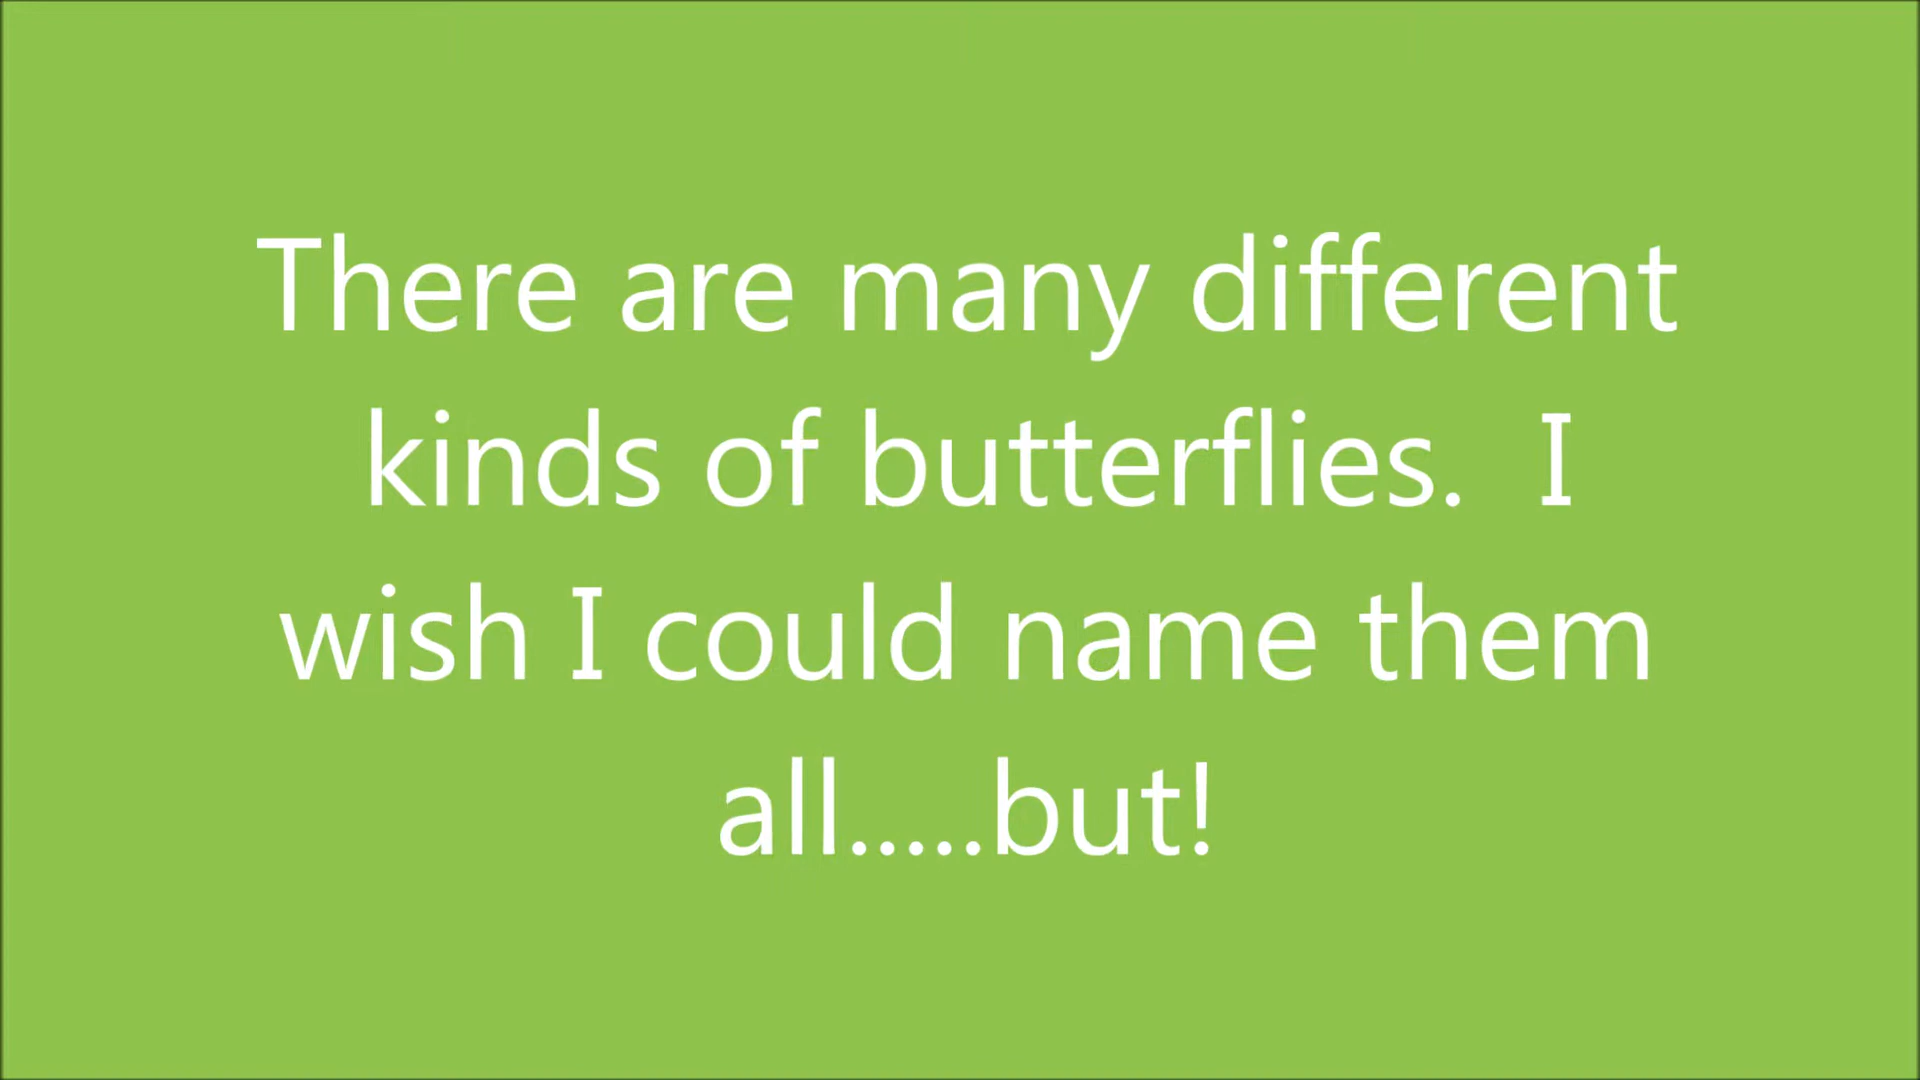 There are many different
kinds of butterflies.  I
wish I could name them
all.....but!